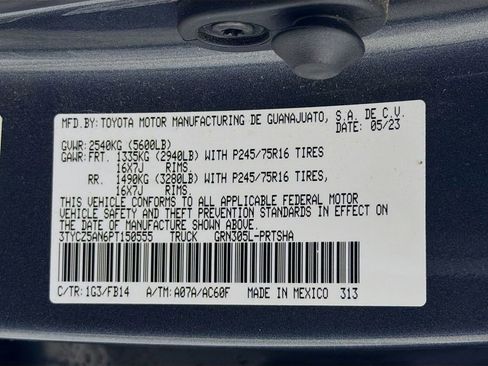 MFD.BY: TOYOTA MOTOR MANUFACTURING DE GUANAJUATO, S.A. DE C.V.
DATE: 05/23
GVWR: 2540KG (5600LB)
GAWR: FRT. 1335KG (2940LB) WITH P245/75R16 TIRES
16X7J RIMS.
RR. 1490KG (3280LB) WITH P245/75R16 TIRES,
16X7J RIMS.
THIS VEHICLE CONFORMS TO ALL APPLICABLE FEDERAL MOTOR
VEHICLE SAFETY AND THEFT PREVENTION STANDARDS IN EFFECT ON
THE DATE OF MANUFACTURE SHOWN ABOVE.
3TYCZ5AN6PT150555 TRUCK GRN305L-PRTSHA
C/TR: 1G3/FB14 A/TM: A07A/AC60F MADE IN MEXICO 313